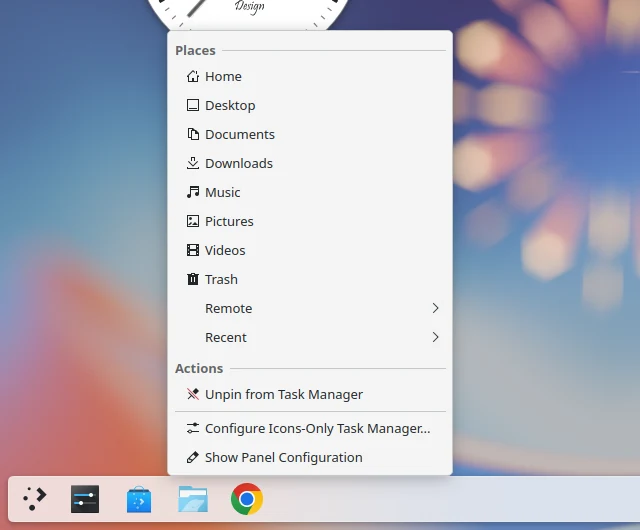 Design
Places
Home
Desktop
Documents
Downloads
Music
Pictures
Videos
Trash
Remote
Recent
Actions
Unpin from Task Manager
Configure Icons-Only Task Manager...
Show Panel Configuration